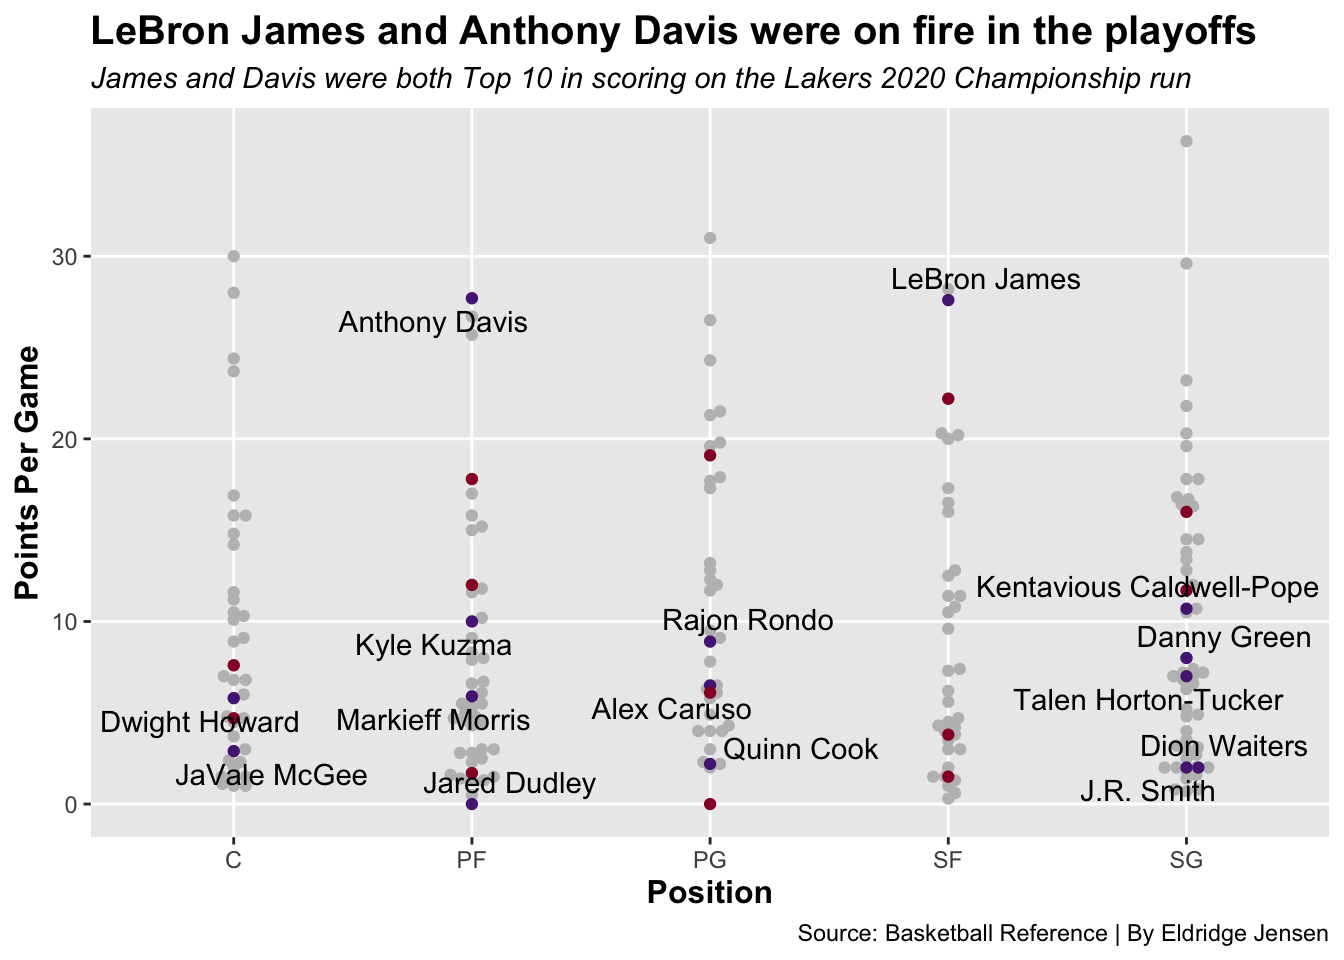 LeBron James and Anthony Davis were on fire in the playoffs
James and Davis were both Top 10 in scoring on the Lakers 2020 Championship run
Points Per Game
30
20
10
0
LeBron James
Anthony Davis
Kentavious Caldwell-Pope
Rajon Rondo
Danny Green
Kyle Kuzma
Talen Horton-Tucker
Alex Caruso
Dwight Howard
Markieff Morris
Quinn Cook
Dion Waiters
JaVale McGee
Jared Dudley
J.R. Smith
C PF PG SF SG
Position
Source: Basketball Reference | By Eldridge Jensen